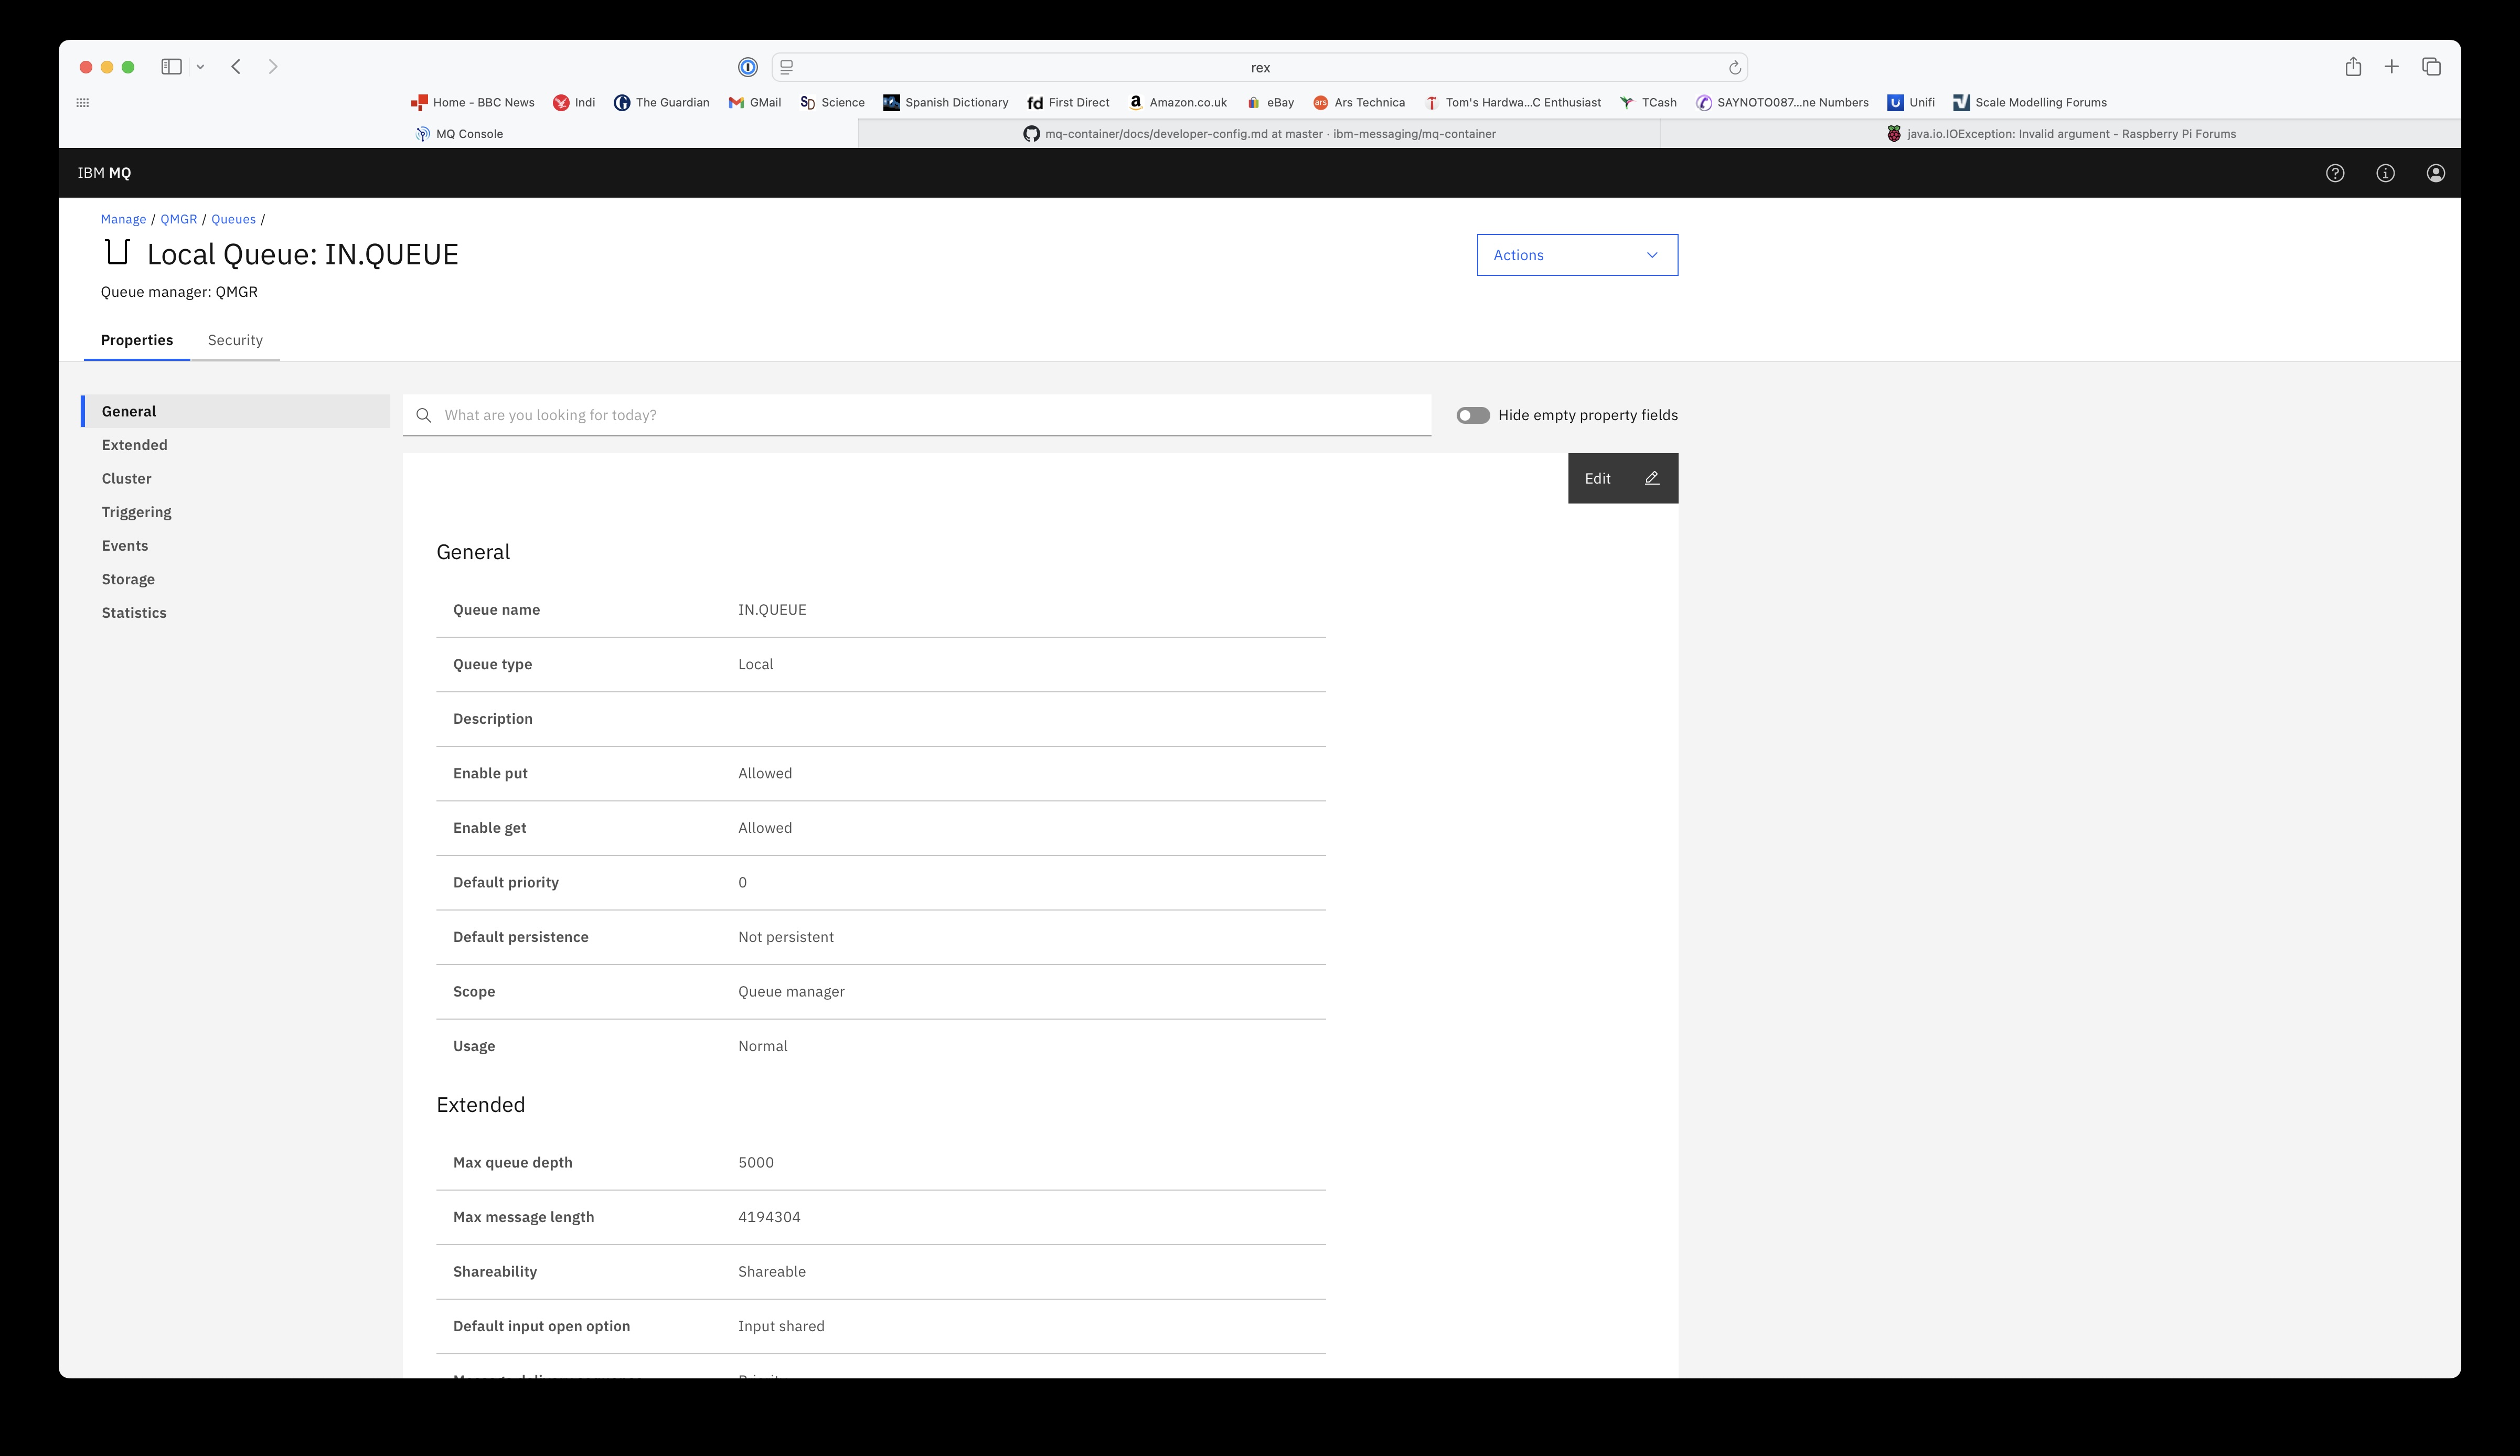 rex
Home - BBC News Indi The Guardian GMail Science Spanish Dictionary First Direct Amazon.co.uk eBay Ars Technica Tom's Hardwa...C Enthusiast TCash SAYNOTO087...ne Numbers Unifi Scale Modelling Forums
MQ Console mq-container/docs/developer-config.md at master · ibm-messaging/mq-container java.io.IOException: Invalid argument - Raspberry Pi Forums
IBM MQ
Manage / QMGR / Queues /
Local Queue: IN.QUEUE
Actions
Queue manager: QMGR
Properties Security
General
What are you looking for today?
Hide empty property fields
Extended
Cluster
Triggering
Events
Storage
Statistics
Edit
General
Queue name IN.QUEUE
Queue type Local
Description
Enable put Allowed
Enable get Allowed
Default priority 0
Default persistence Not persistent
Scope Queue manager
Usage Normal
Extended
Max queue depth 5000
Max message length 4194304
Shareability Shareable
Default input open option Input shared